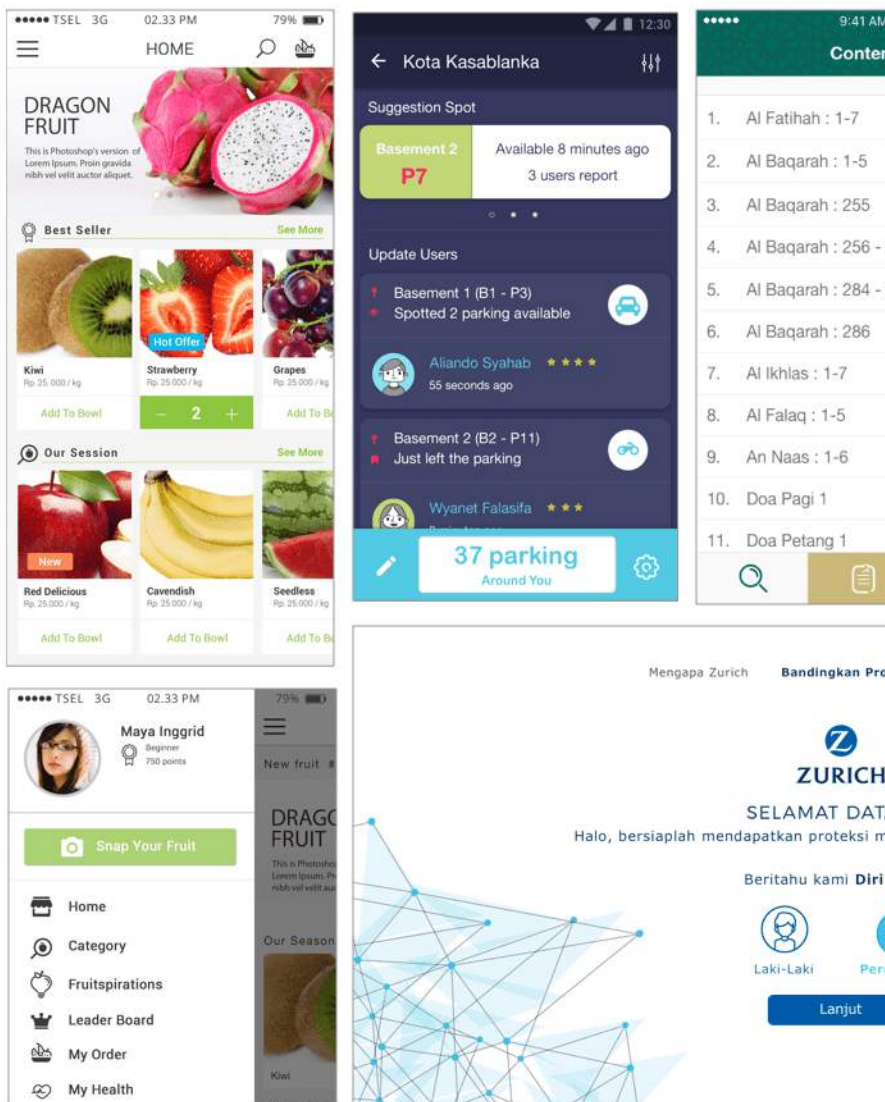 TSEL 3G 02.33 PM 79%
HOME
DRAGON
FRUIT
This is Photoshop's version of
Lorem Ipsum. Proin gravida
nibh vel velit auctor aliquet.
Best Seller See More
Hot Offer
Kiwi Strawberry Grapes
Rp. 25.000 / kg Rp. 25.000 / kg Rp. 25.000 / kg
Add To Bowl - 2 + Add To B
Our Session See More
New
Red Delicious Cavendish Seedless
Rp. 25.000 / kg Rp. 25.000 / kg Rp. 25.000 / kg
Add To Bowl Add To Bowl Add To B
12:30
Kota Kasablanka
Suggestion Spot
Basement 2
P7
Available 8 minutes ago
3 users report
Update Users
Basement 1 (B1 - P3)
Spotted 2 parking available
Aliando Syahab
55 seconds ago
Basement 2 (B2 - P11)
Just left the parking
Wyanet Falasifa
37 parking
Around You
9:41 AM
Conten
1. Al Fatihah : 1-7
2. Al Baqarah : 1-5
3. Al Baqarah : 255
4. Al Baqarah : 256 -
5. Al Baqarah : 284 -
6. Al Baqarah : 286
7. Al Ikhlas : 1-7
8. Al Falaq : 1-5
9. An Naas : 1-6
10. Doa Pagi 1
11. Doa Petang 1
TSEL 3G 02.33 PM 79%
Maya Inggrid
Beginner
750 points
Snap Your Fruit
Home
Category
Fruitspirations
Leader Board
My Order
My Health
New fruit #
DRAGO
FRUIT
This is Photosho
Lorem Ipsum. Pr
nibh vel velit auc
Our Season
Kiwi
Mengapa Zurich Bandingkan Pro
ZURICH
SELAMAT DATA
Halo, bersiaplah mendapatkan proteksi m
Beritahu kami Diri
Laki-Laki Per
Lanjut